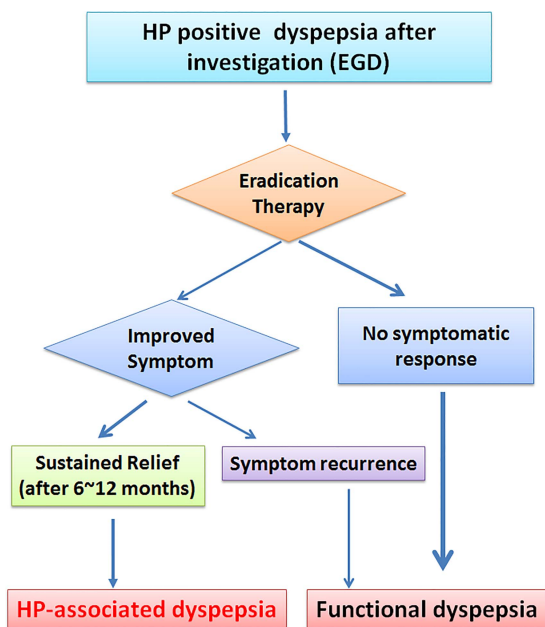 HP positive dyspepsia after
investigation (EGD)
Eradication
Therapy
Improved
Symptom
No symptomatic
response
Sustained Relief
(after 6~12 months)
Symptom recurrence
HP-associated dyspepsia
Functional dyspepsia